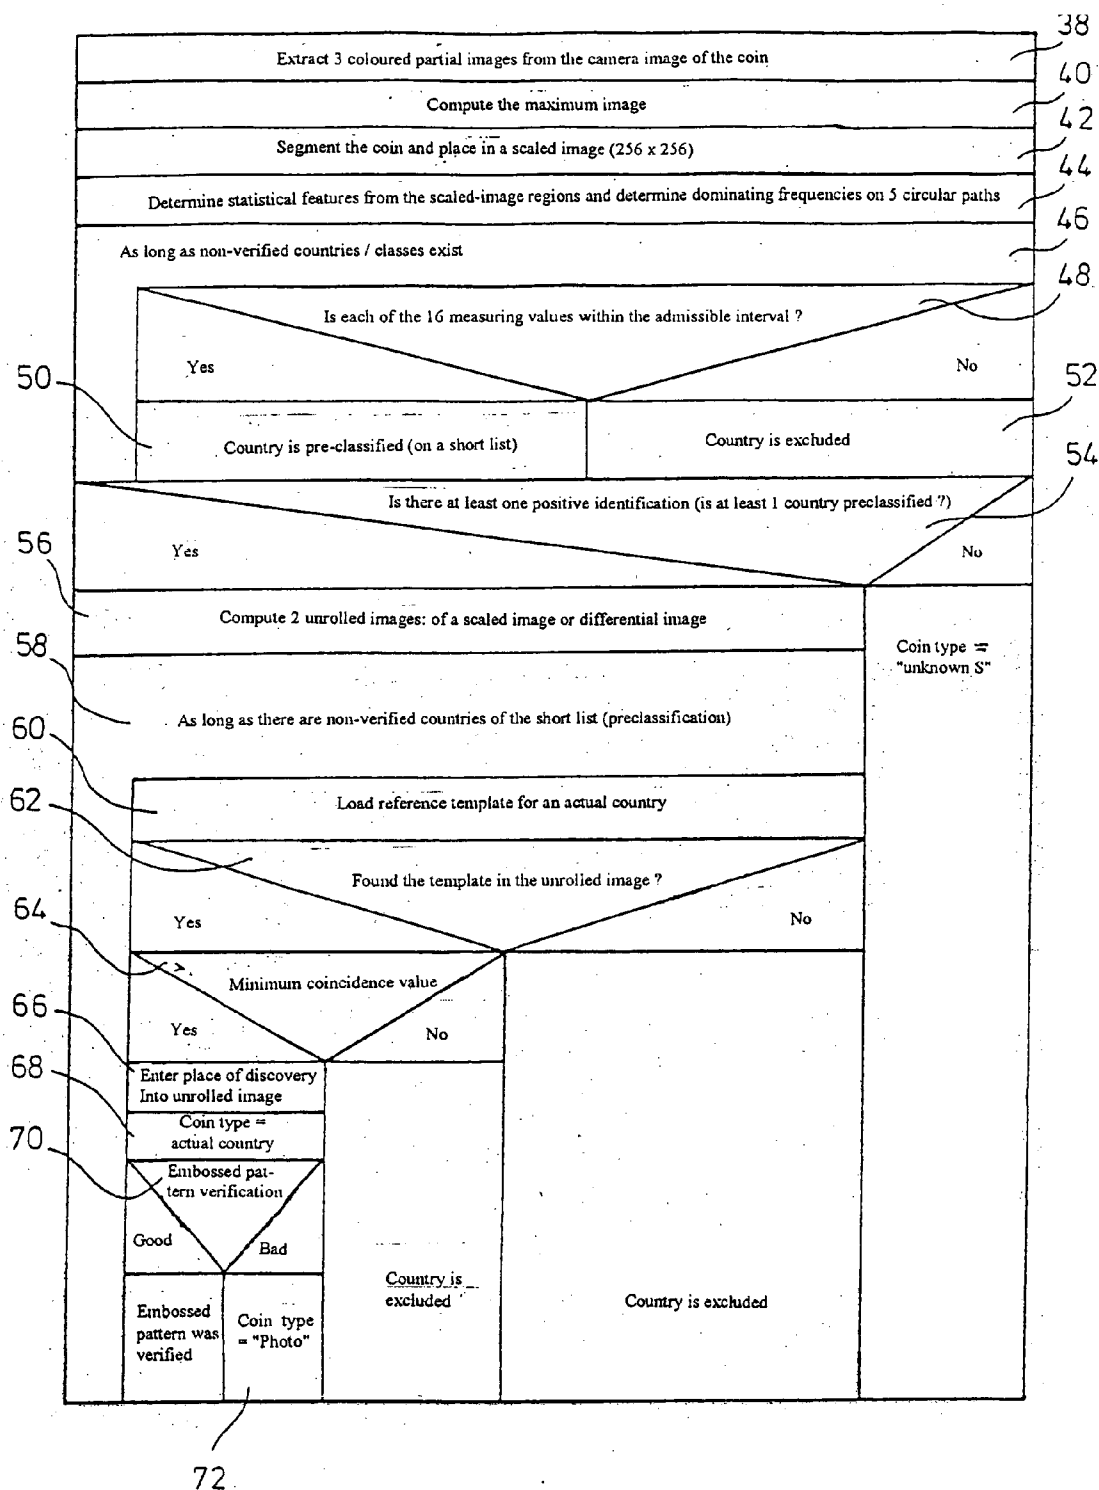 38
Extract 3 coloured partial images from the camera image of the coin
40
Compute the maximum image
42
Segment the coin and place in a scaled image (256 x 256)
44
Determine statistical features from the scaled-image regions and determine dominating frequencies on 5 circular paths
46
As long as non-verified countries / classes exist
48
Is each of the 16 measuring values within the admissible interval ?
Yes
No
50
52
Country is pre-classified (on a short list)
Country is excluded
54
Is there at least one positive identification (is at least 1 country preclassified ?)
Yes
No
56
Compute 2 unrolled images: of a scaled image or differential image
Coin type =
"unknown S"
58
As long as there are non-verified countries of the short list (preclassification)
60
Load reference template for an actual country
62
Found the template in the unrolled image ?
Yes
No
64
> Minimum coincidence value
Yes
No
66
Enter place of discovery
Into unrolled image
68
Coin type =
actual country
70
Embossed pat-
tern verification
Good
Bad
Country is
excluded
Country is excluded
Embossed
pattern was
verified
Coin type
= "Photo"
72